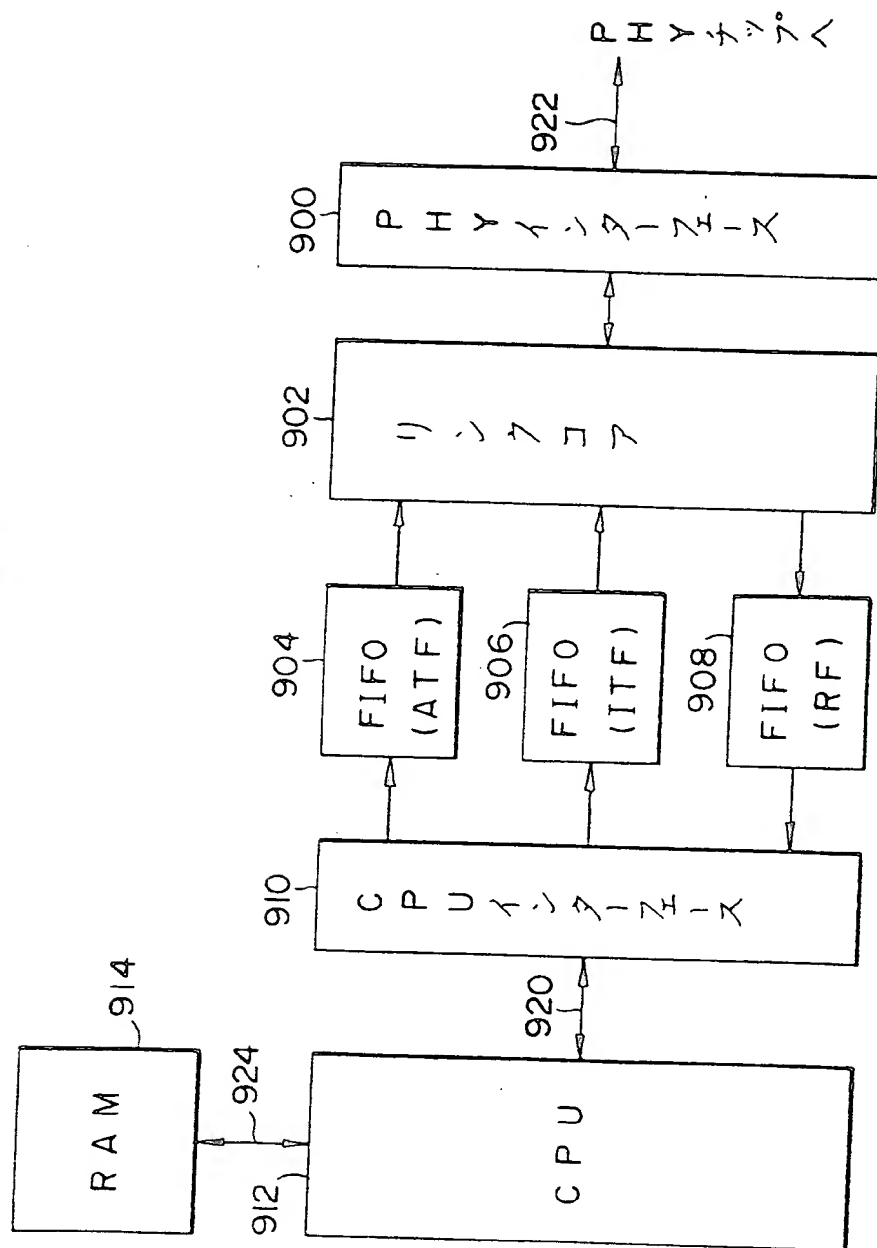 RAM
914
924
912
CPU
920
910
CPUインターフェース
904
FIFO
(ATF)
906
FIFO
(ITF)
908
FIFO
(RF)
902
リンクコア
900
PHYインターフェース
922
PHYチップへ